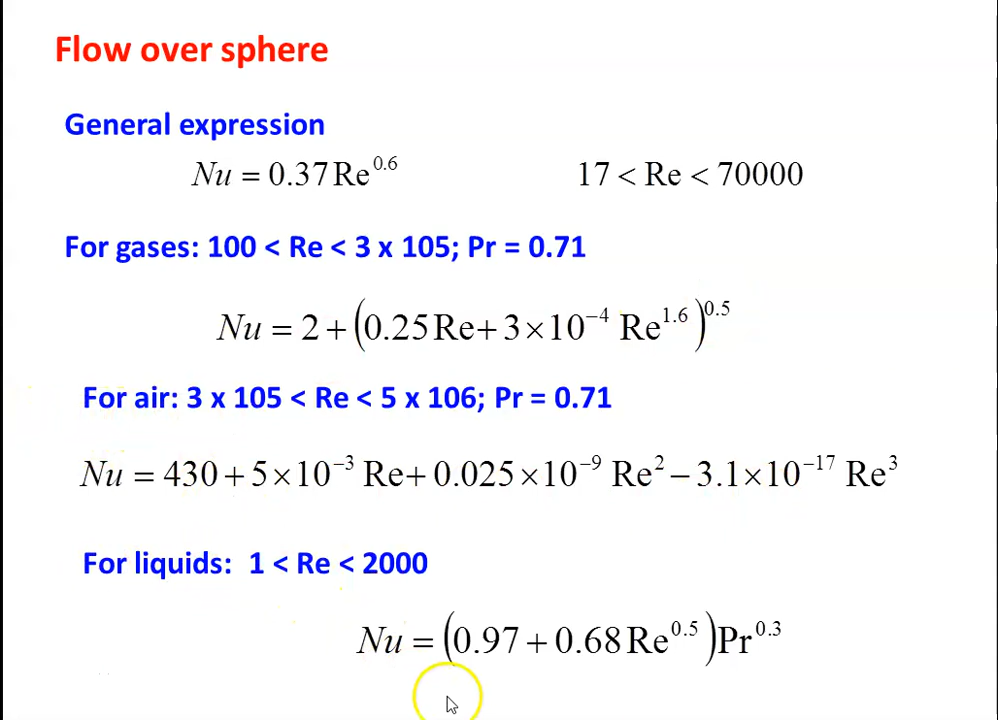 Flow over sphere
General expression
Nu = 0.37 Re^0.6    17 < Re < 70000
For gases: 100 < Re < 3 x 105; Pr = 0.71
Nu = 2 + (0.25 Re + 3 × 10^−4 Re^1.6)^0.5
For air: 3 x 105 < Re < 5 x 106; Pr = 0.71
Nu = 430 + 5 × 10^−3 Re + 0.025 × 10^−9 Re^2 − 3.1 × 10^−17 Re^3
For liquids: 1 < Re < 2000
Nu = (0.97 + 0.68 Re^0.5) Pr^0.3